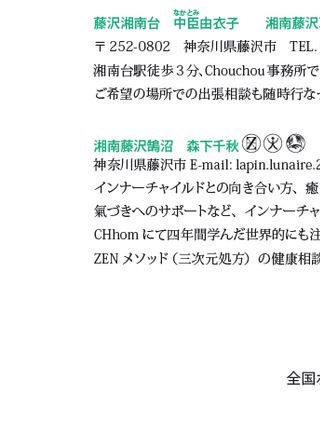 なかとみ
藤沢湘南台　中臣由衣子　　湘南藤沢
〒 252-0802　神奈川県藤沢市　TEL.
湘南台駅徒歩３分、Chouchou 事務所で
ご希望の場所での出張相談も随時行な
湘南藤沢鵠沼　森下千秋
神奈川県藤沢市 E-mail: lapin.lunaire.2
インナーチャイルドとの向き合い方、癒
氣づきへのサポートなど、インナーチャ
CHhom にて四年間学んだ世界的にも注
ZEN メソッド（三次元処方）の健康相談
全国